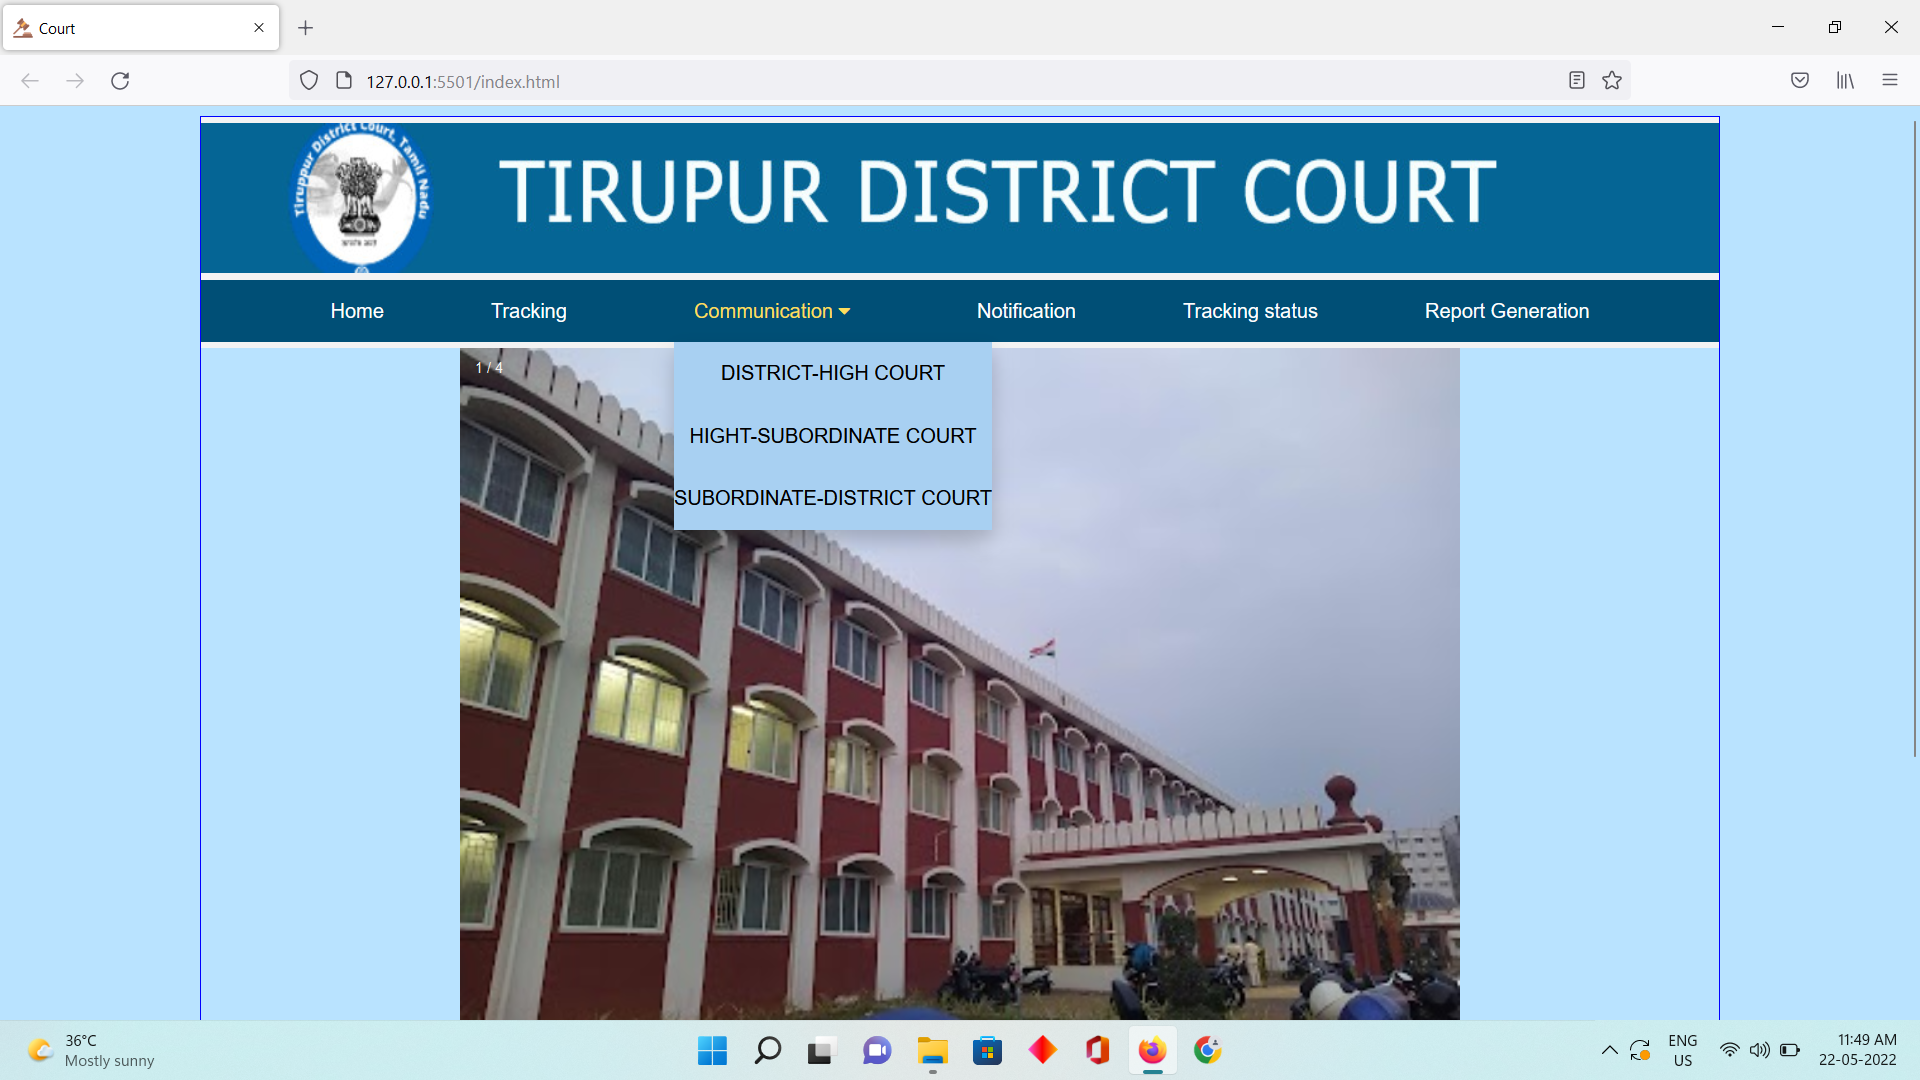 Court
127.0.0.1:5501/index.html
Tiruppur District Court, Tamil Nadu
TIRUPUR DISTRICT COURT
Home Tracking Communication Notification Tracking status Report Generation
1 / 4
DISTRICT-HIGH COURT
HIGHT-SUBORDINATE COURT
SUBORDINATE-DISTRICT COURT
36°C
Mostly sunny
ENG
US
11:49 AM
22-05-2022